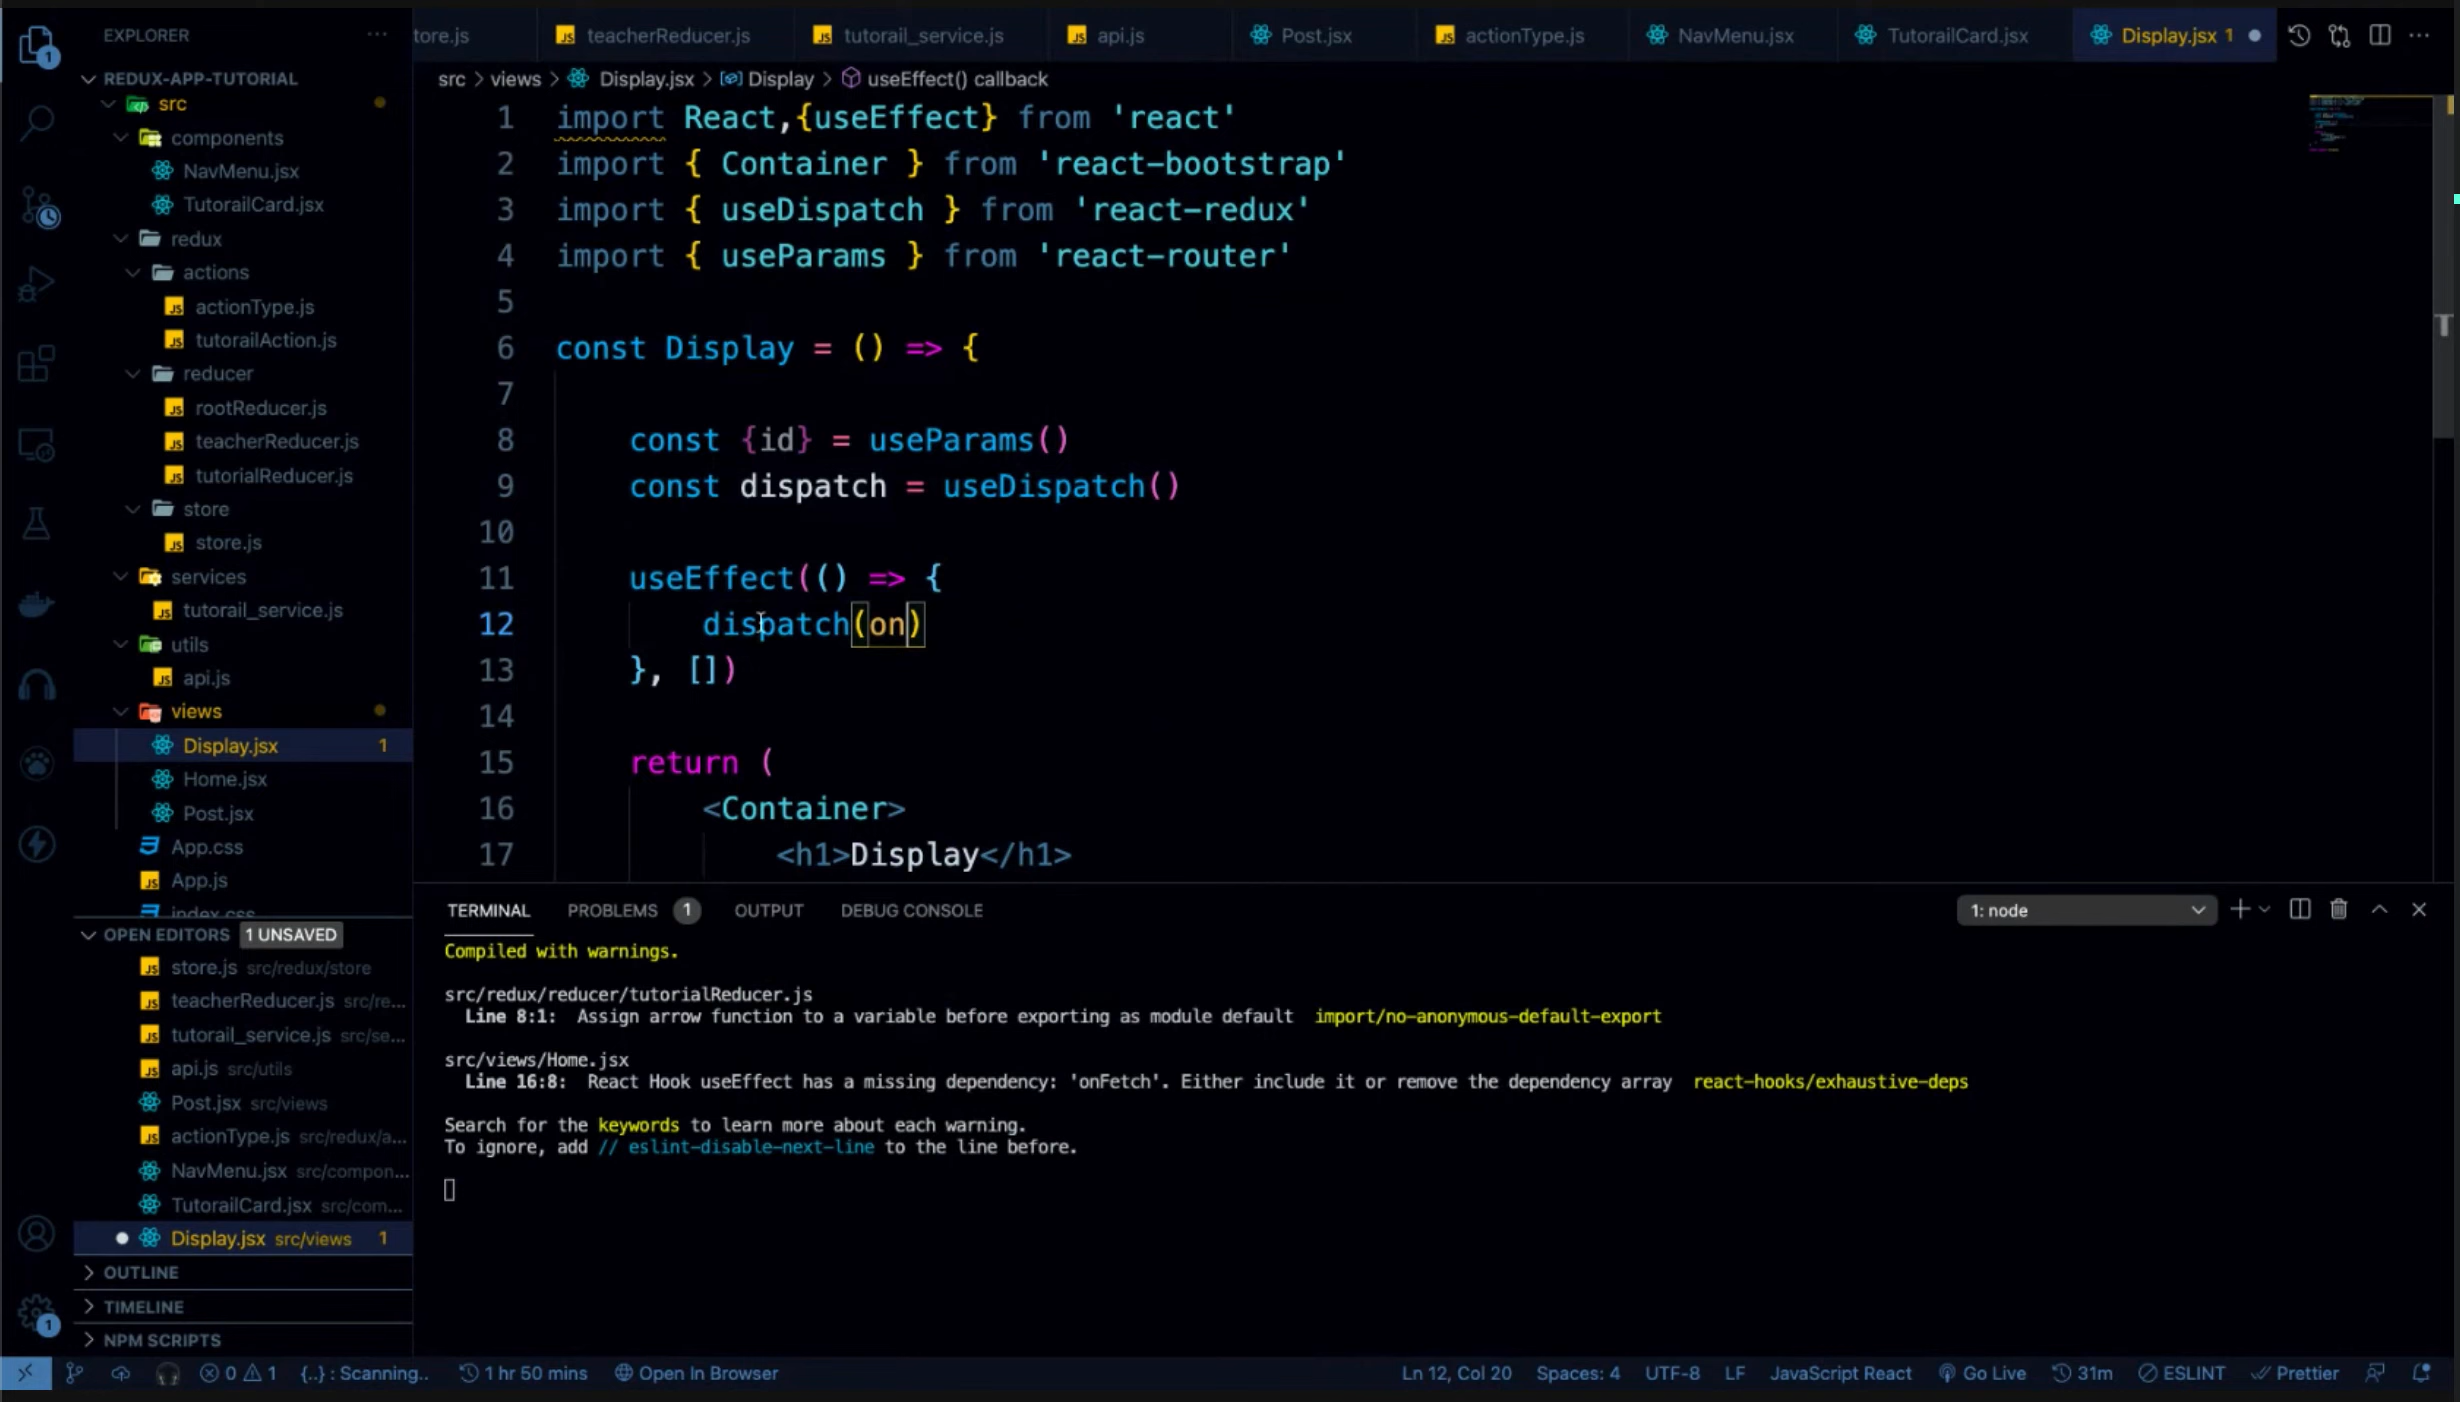 EXPLORER
REDUX-APP-TUTORIAL
src
components
NavMenu.jsx
TutorailCard.jsx
redux
actions
actionType.js
tutorailAction.js
reducer
rootReducer.js
teacherReducer.js
tutorialReducer.js
store
store.js
services
tutorail_service.js
utils
api.js
views
Display.jsx 1
Home.jsx
Post.jsx
App.css
App.js
index.css
OPEN EDITORS 1 UNSAVED
store.js src/redux/store
teacherReducer.js src/re...
tutorail_service.js src/se...
api.js src/utils
Post.jsx src/views
actionType.js src/redux/a...
NavMenu.jsx src/compon...
TutorailCard.jsx src/com...
Display.jsx src/views 1
OUTLINE
TIMELINE
NPM SCRIPTS
tore.js teacherReducer.js tutorail_service.js api.js Post.jsx actionType.js NavMenu.jsx TutorailCard.jsx Display.jsx 1
src > views > Display.jsx > Display > useEffect() callback
1 import React,{useEffect} from 'react'
2 import { Container } from 'react-bootstrap'
3 import { useDispatch } from 'react-redux'
4 import { useParams } from 'react-router'
5
6 const Display = () => {
7
8 const {id} = useParams()
9 const dispatch = useDispatch()
10
11 useEffect(() => {
12 dispatch(on)
13 }, [])
14
15 return (
16 <Container>
17 <h1>Display</h1>
TERMINAL PROBLEMS 1 OUTPUT DEBUG CONSOLE 1: node
Compiled with warnings.
src/redux/reducer/tutorialReducer.js
Line 8:1: Assign arrow function to a variable before exporting as module default import/no-anonymous-default-export
src/views/Home.jsx
Line 16:8: React Hook useEffect has a missing dependency: 'onFetch'. Either include it or remove the dependency array react-hooks/exhaustive-deps
Search for the keywords to learn more about each warning.
To ignore, add // eslint-disable-next-line to the line before.
0 1 {..} : Scanning.. 1 hr 50 mins Open In Browser Ln 12, Col 20 Spaces: 4 UTF-8 LF JavaScript React Go Live 31m ESLINT Prettier